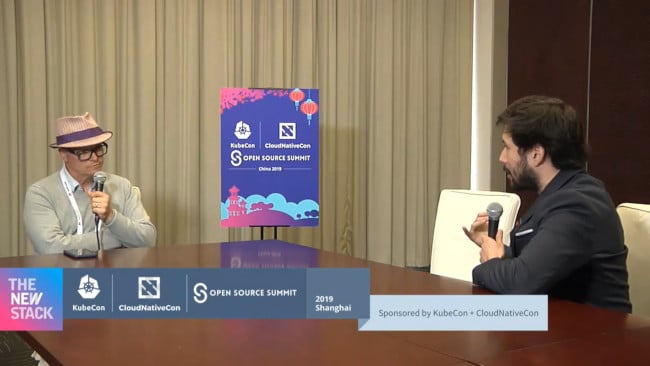 KubeCon
CloudNativeCon
OPEN SOURCE SUMMIT
China 2019
THE
NEW
STACK
KubeCon
CloudNativeCon
OPEN SOURCE SUMMIT
2019
Shanghai
Sponsored by KubeCon + CloudNativeCon